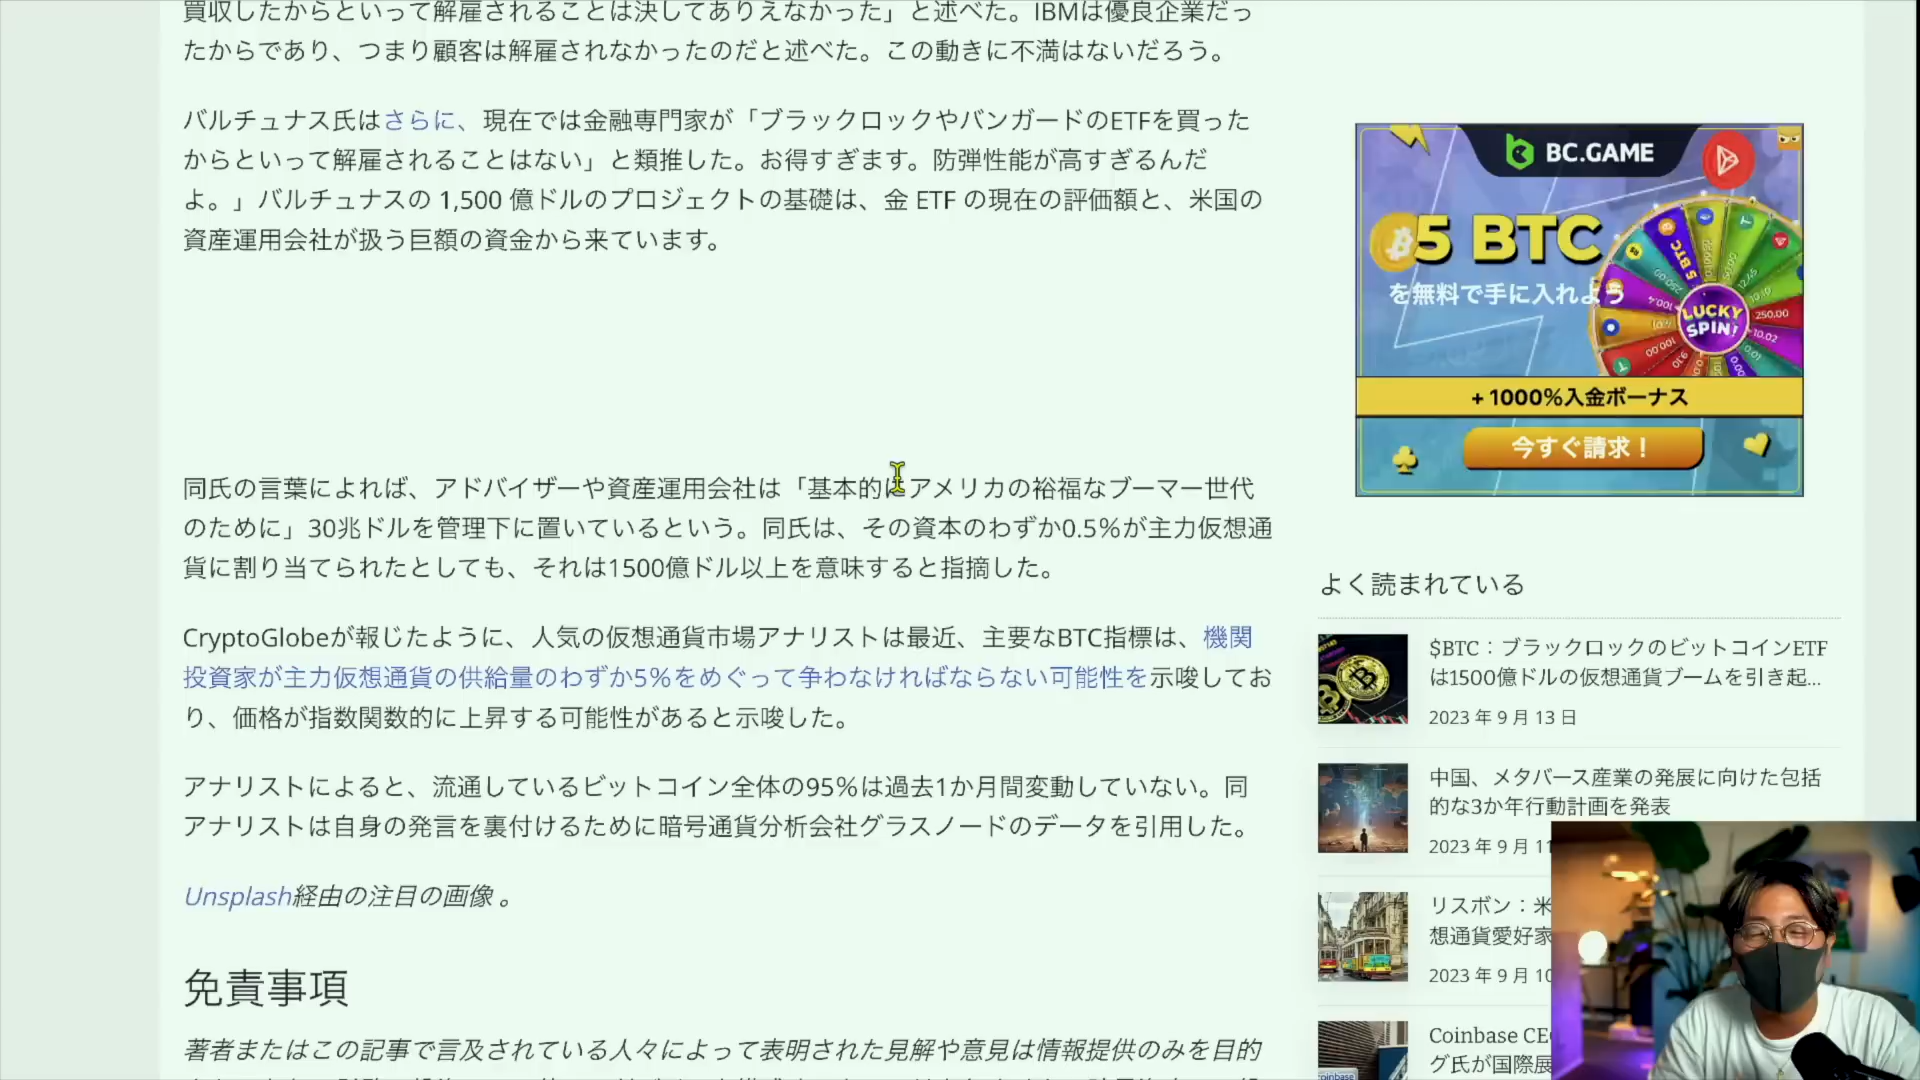 買収したからといって解雇されることは決してありえなかった」と述べた。IBMは優良企業だっ
たからであり、つまり顧客は解雇されなかったのだと述べた。この動きに不満はないだろう。
バルチュナス氏はさらに、現在では金融専門家が「ブラックロックやバンガードのETFを買った
からといって解雇されることはない」と類推した。お得すぎます。防弾性能が高すぎるんだ
よ。」バルチュナスの 1,500 億ドルのプロジェクトの基礎は、金 ETF の現在の評価額と、米国の
資産運用会社が扱う巨額の資金から来ています。
同氏の言葉によれば、アドバイザーや資産運用会社は「基本的にアメリカの裕福なブーマー世代
のために」30兆ドルを管理下に置いているという。同氏は、その資本のわずか0.5%が主力仮想通
貨に割り当てられたとしても、それは1500億ドル以上を意味すると指摘した。
CryptoGlobeが報じたように、人気の仮想通貨市場アナリストは最近、主要なBTC指標は、機関
投資家が主力仮想通貨の供給量のわずか5%をめぐって争わなければならない可能性を示唆してお
り、価格が指数関数的に上昇する可能性があると示唆した。
アナリストによると、流通しているビットコイン全体の95%は過去1か月間変動していない。同
アナリストは自身の発言を裏付けるために暗号通貨分析会社グラスノードのデータを引用した。
Unsplash経由の注目の画像 。
免責事項
著者またはこの記事で言及されている人々によって表明された見解や意見は情報提供のみを目的
BC.GAME
5 BTC
を無料で手に入れよう
LUCKY
SPIN!
5 BTC
250.00
+ 1000%入金ボーナス
今すぐ請求！
よく読まれている
$BTC：ブラックロックのビットコインETF
は1500億ドルの仮想通貨ブームを引き起...
2023 年 9 月 13 日
中国、メタバース産業の発展に向けた包括
的な3か年行動計画を発表
2023 年 9 月 11
リスボン：米
想通貨愛好家
2023 年 9 月 10
Coinbase CE
グ氏が国際展
coinbase